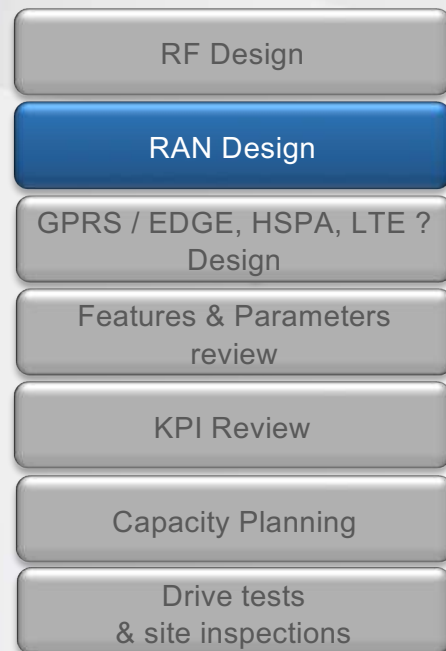 RF Design
RAN Design
GPRS / EDGE, HSPA, LTE ?
Design
Features & Parameters
review
KPI Review
Capacity Planning
Drive tests
& site inspections